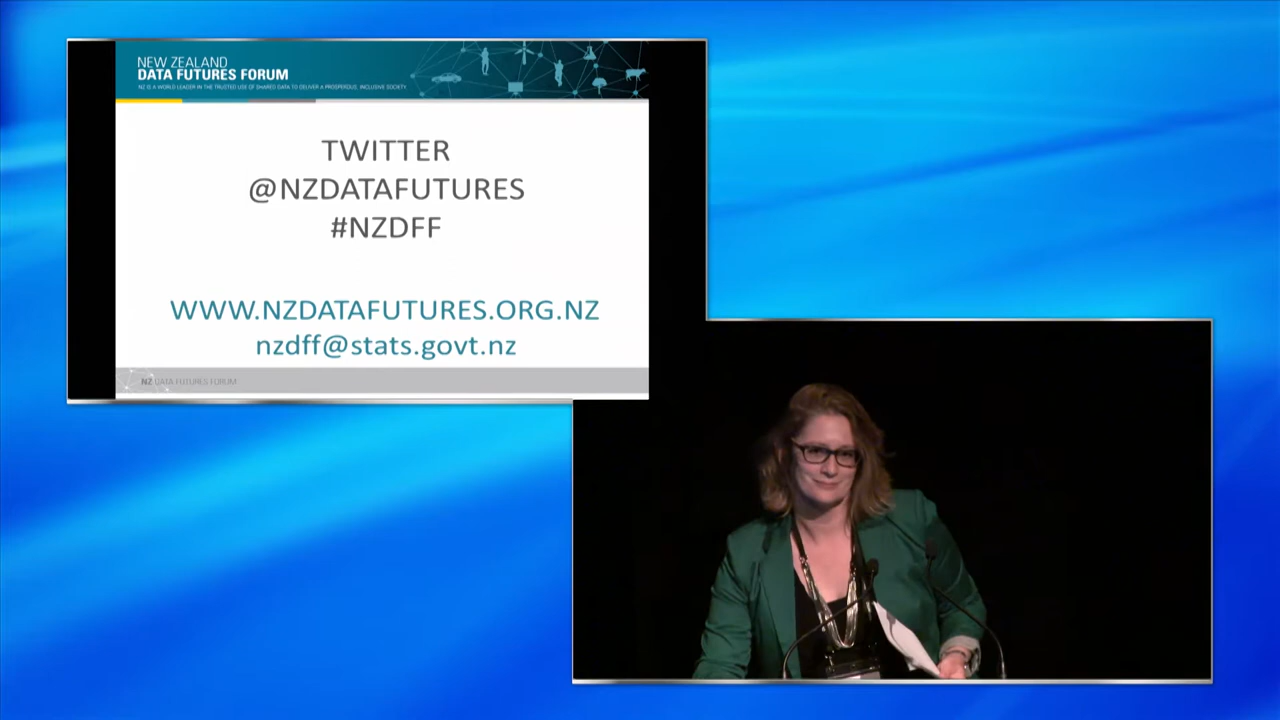 NEW ZEALAND
DATA FUTURES FORUM
NZ IS A WORLD LEADER IN THE TRUSTED USE OF SHARED DATA TO DELIVER A PROSPEROUS, INCLUSIVE SOCIETY
TWITTER
@NZDATAFUTURES
#NZDFF
WWW.NZDATAFUTURES.ORG.NZ
nzdff@stats.govt.nz
NZ DATA FUTURES FORUM